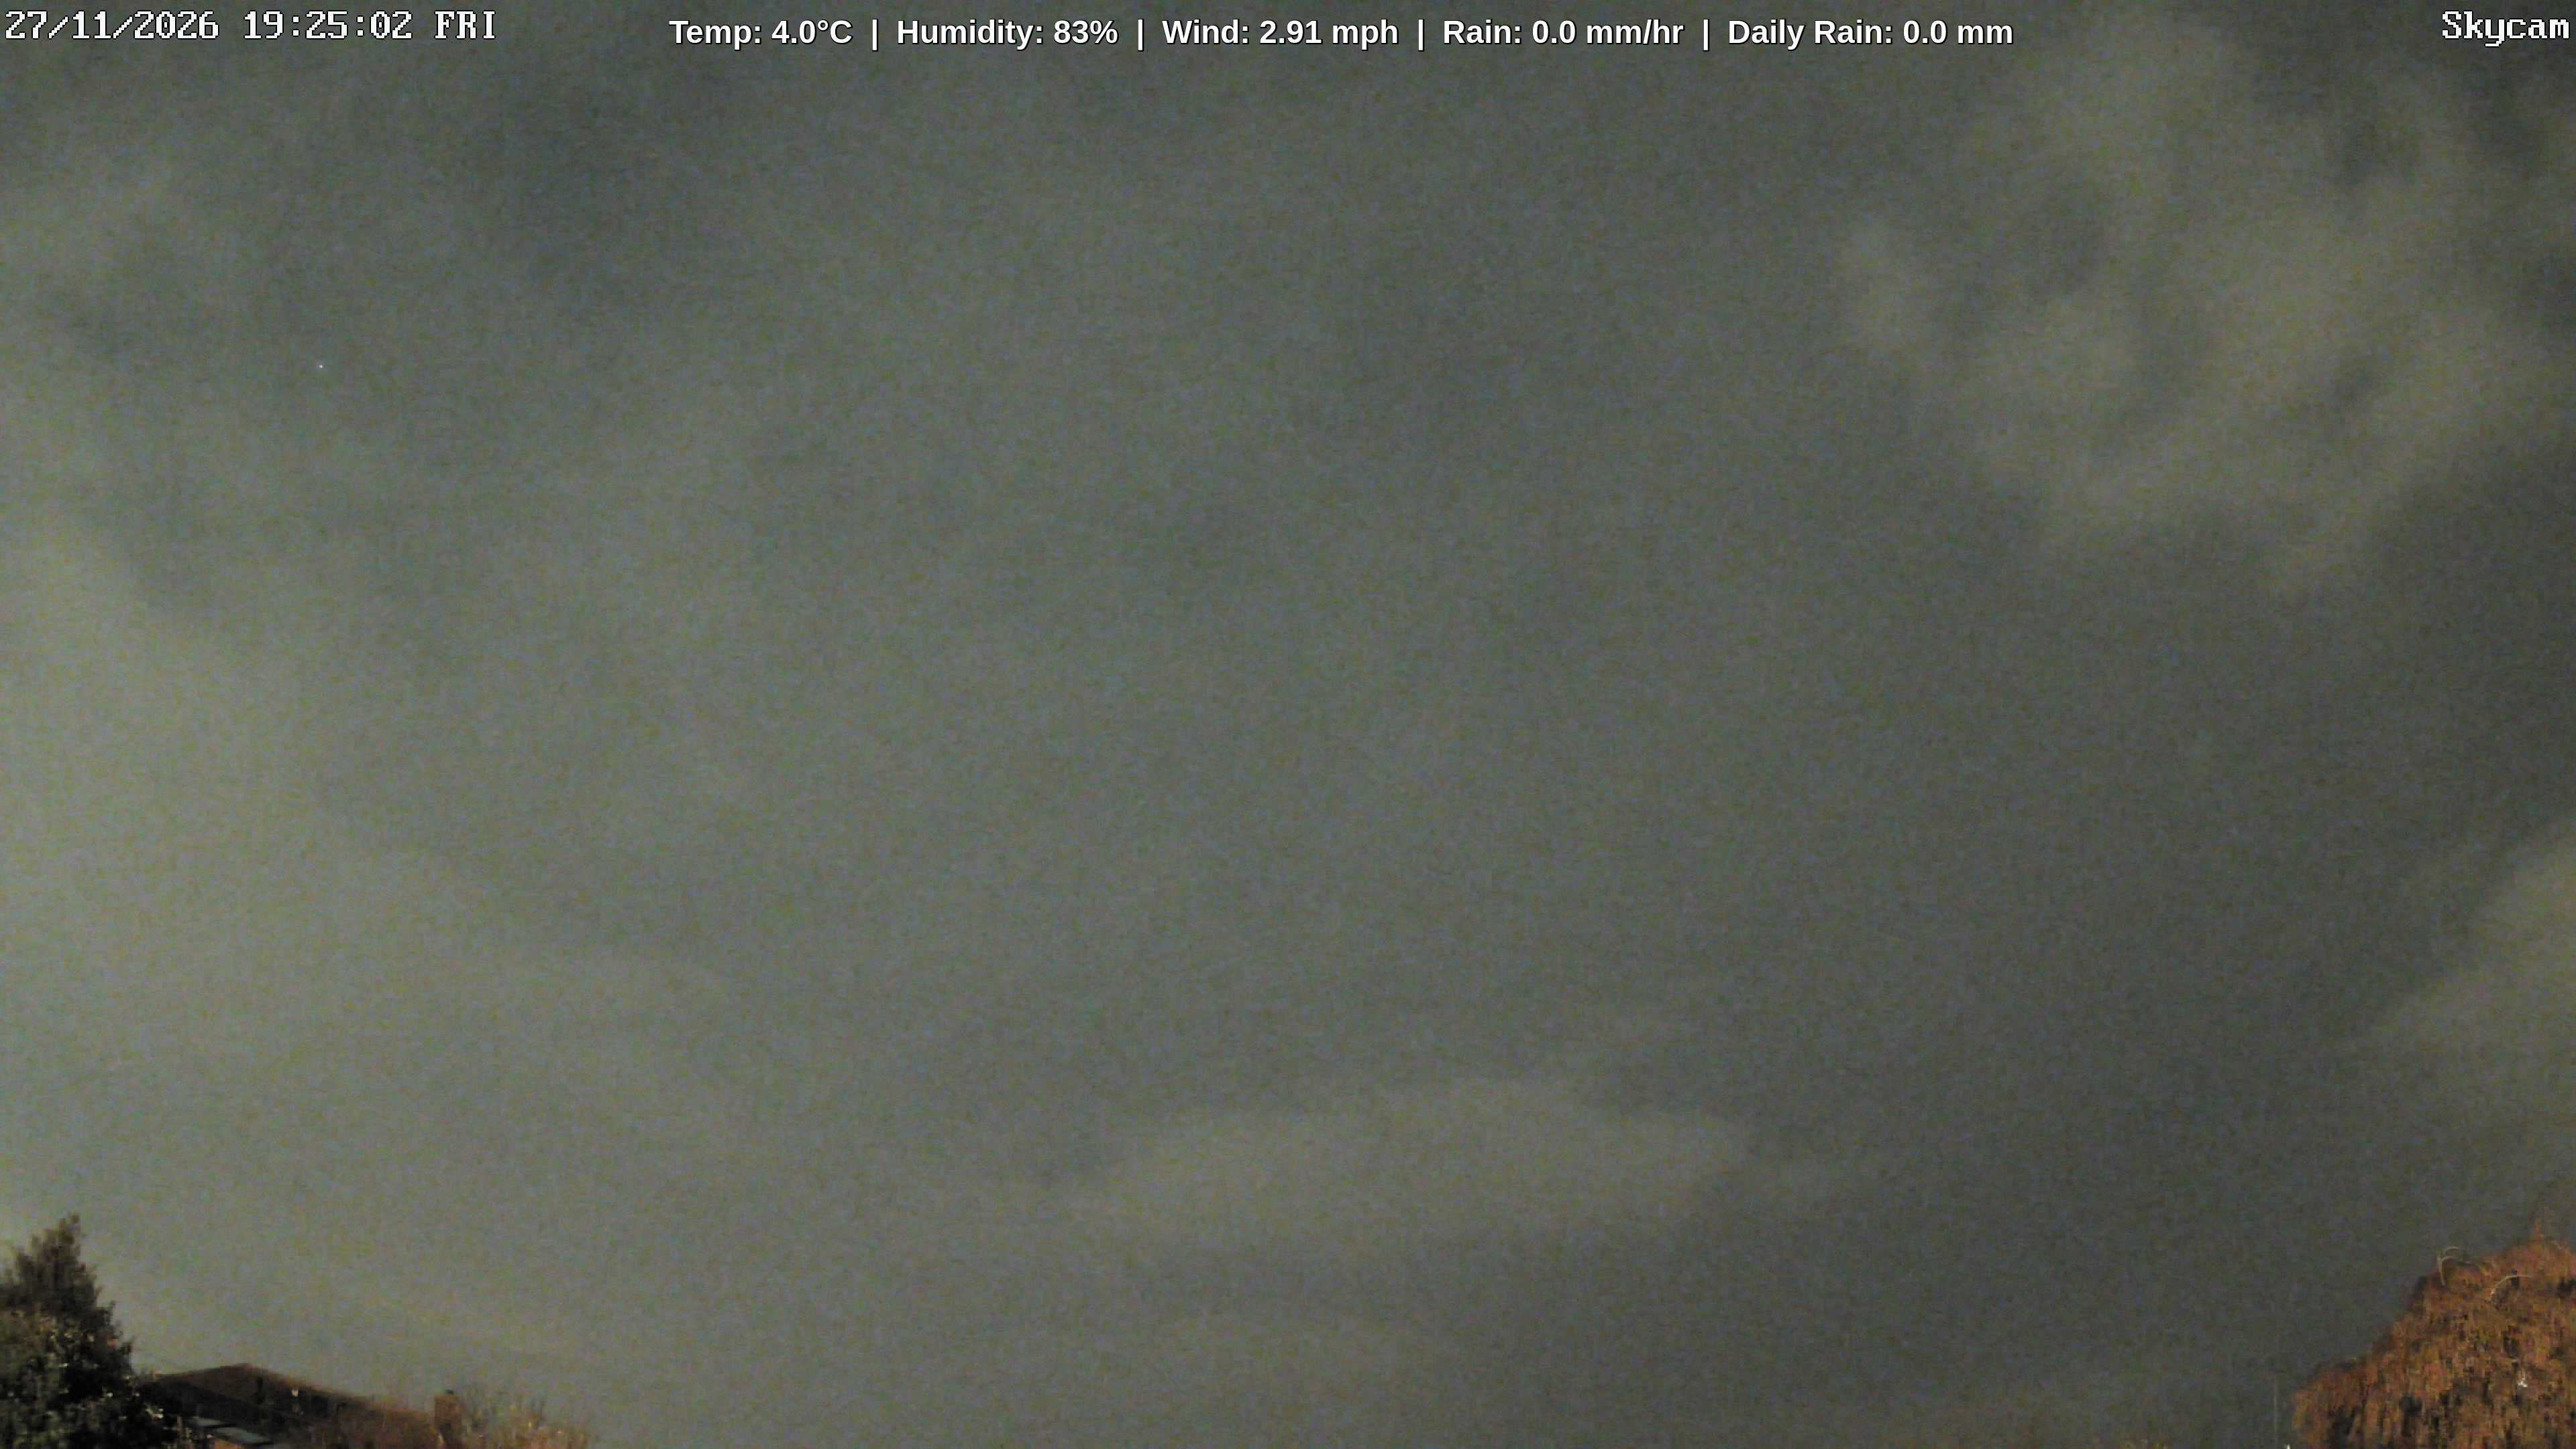 27/11/2026 19:25:02 FRI
Temp: 4.0°C | Humidity: 83% | Wind: 2.91 mph | Rain: 0.0 mm/hr | Daily Rain: 0.0 mm
Skycam